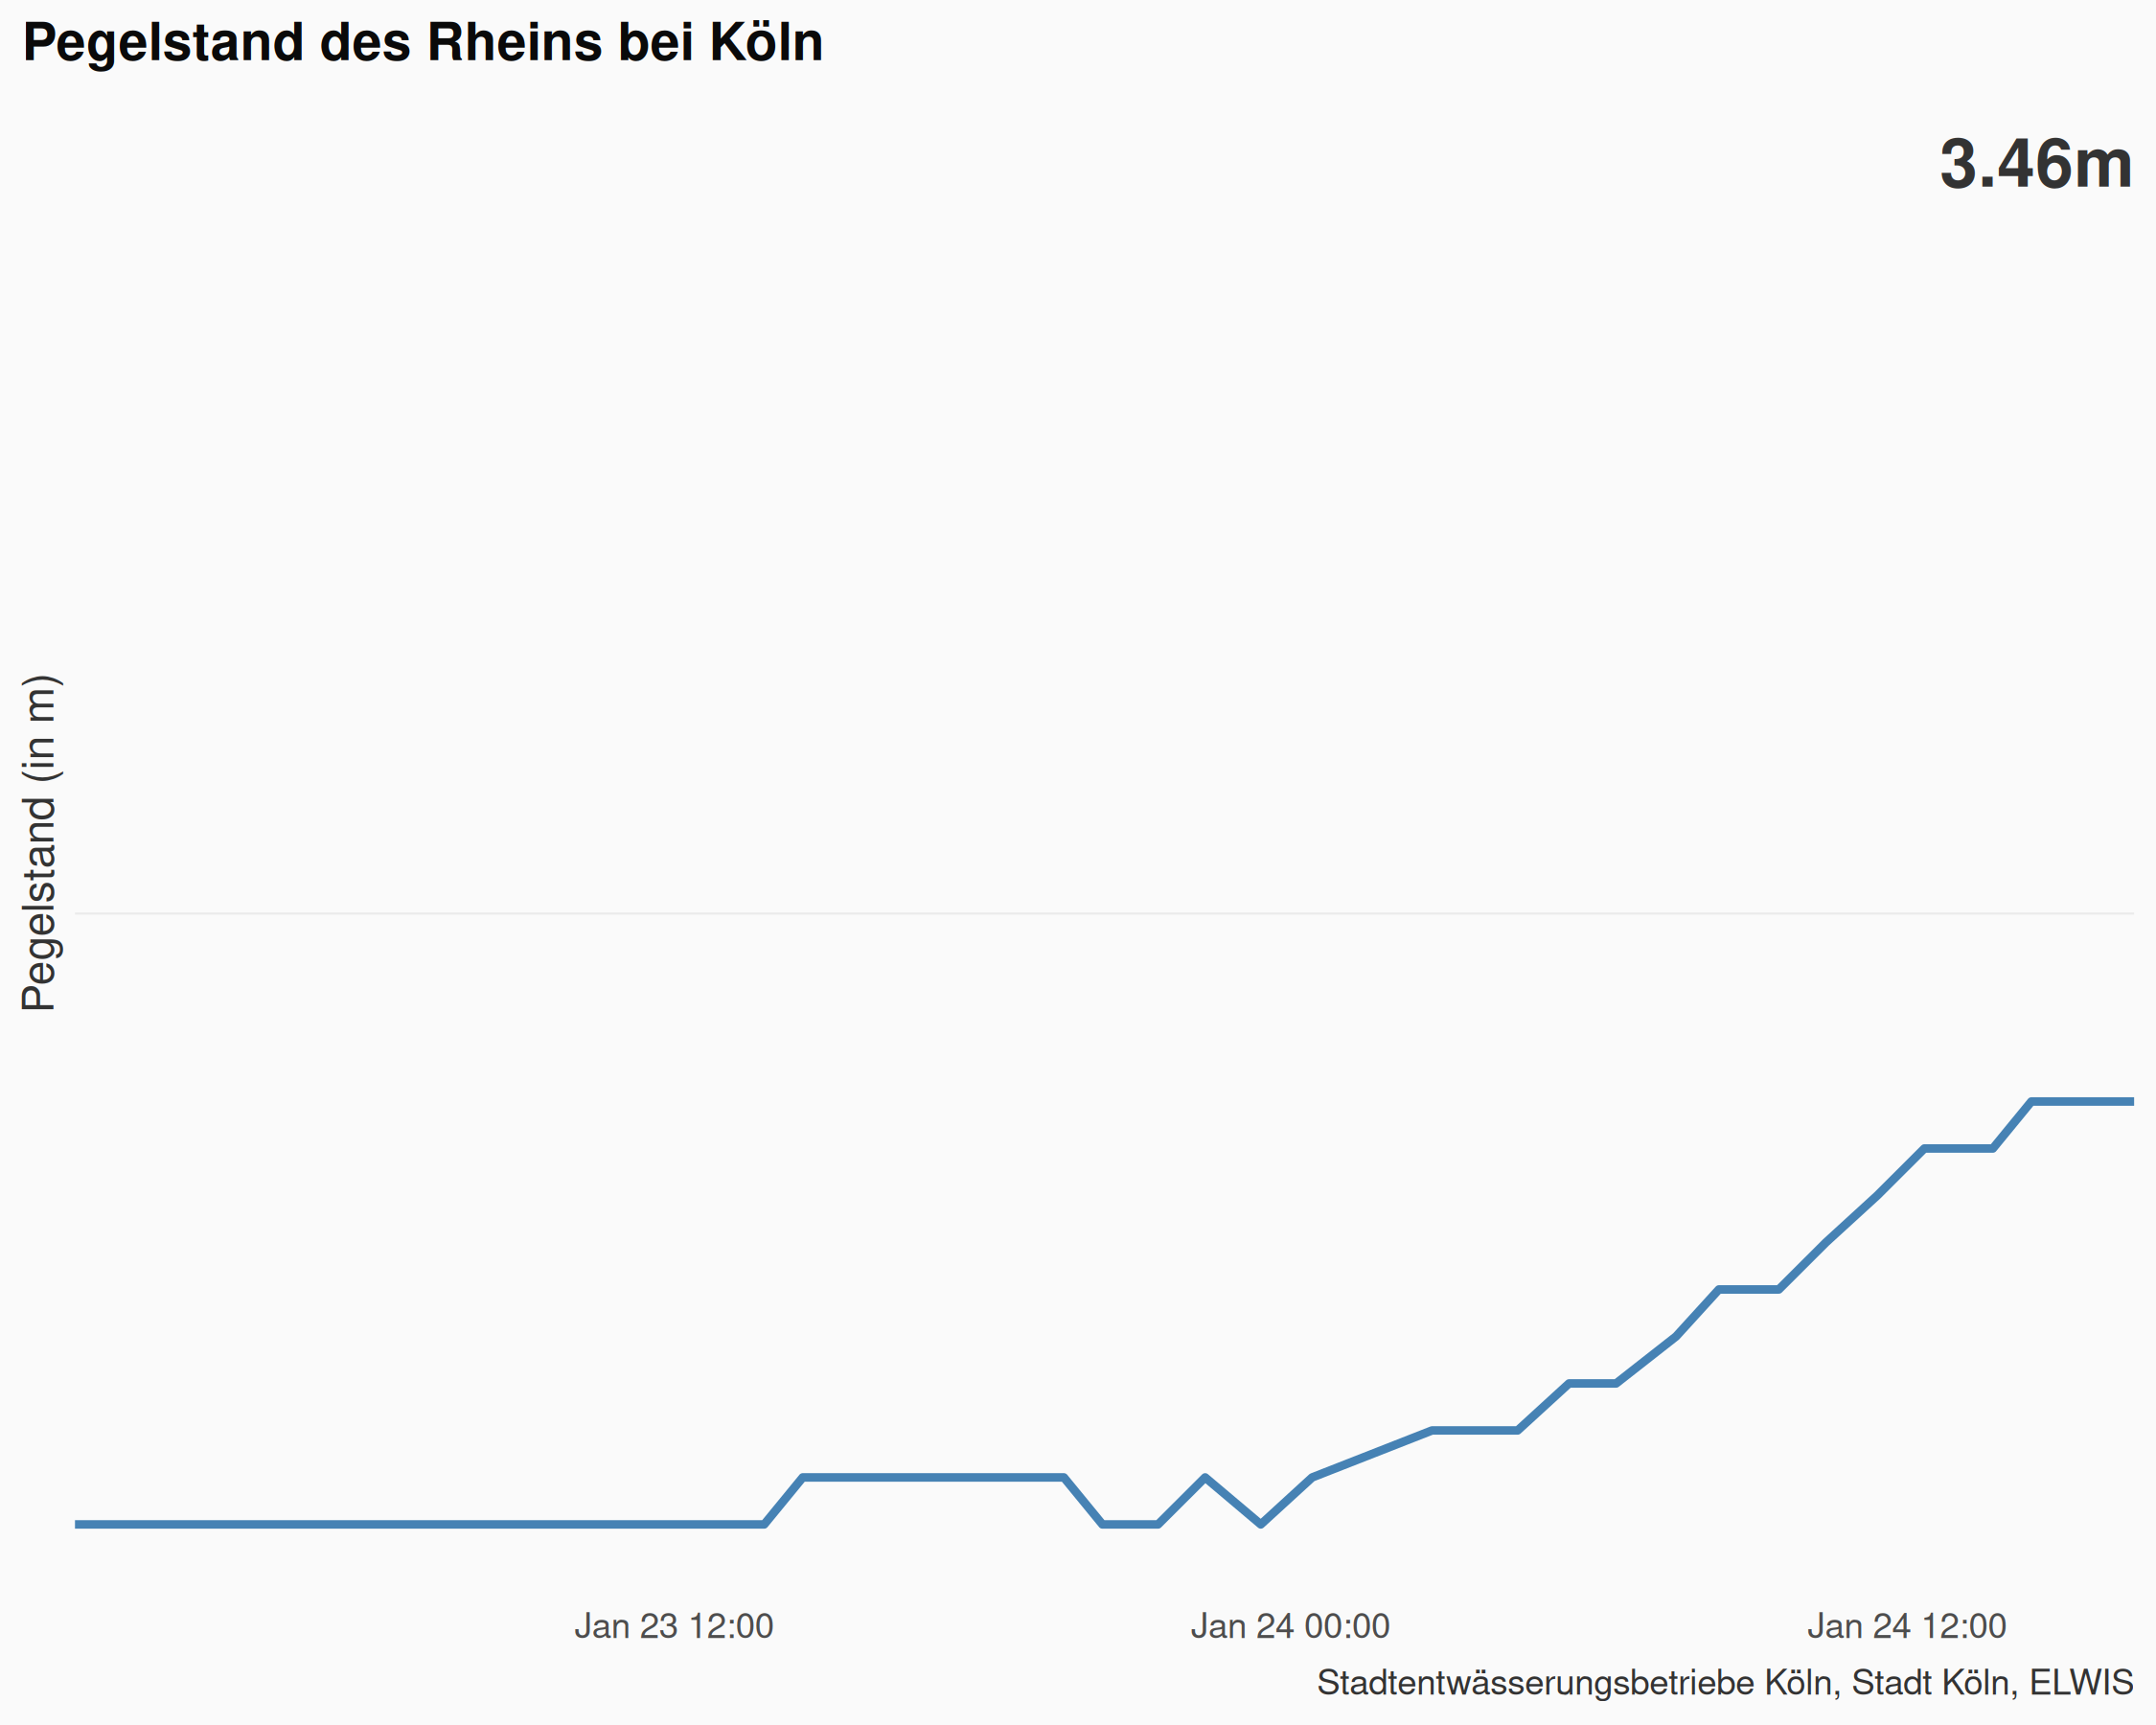 Pegelstand des Rheins bei Köln
3.46m
Pegelstand (in m)
Jan 23 12:00
Jan 24 00:00
Jan 24 12:00
Stadtentwässerungsbetriebe Köln, Stadt Köln, ELWIS